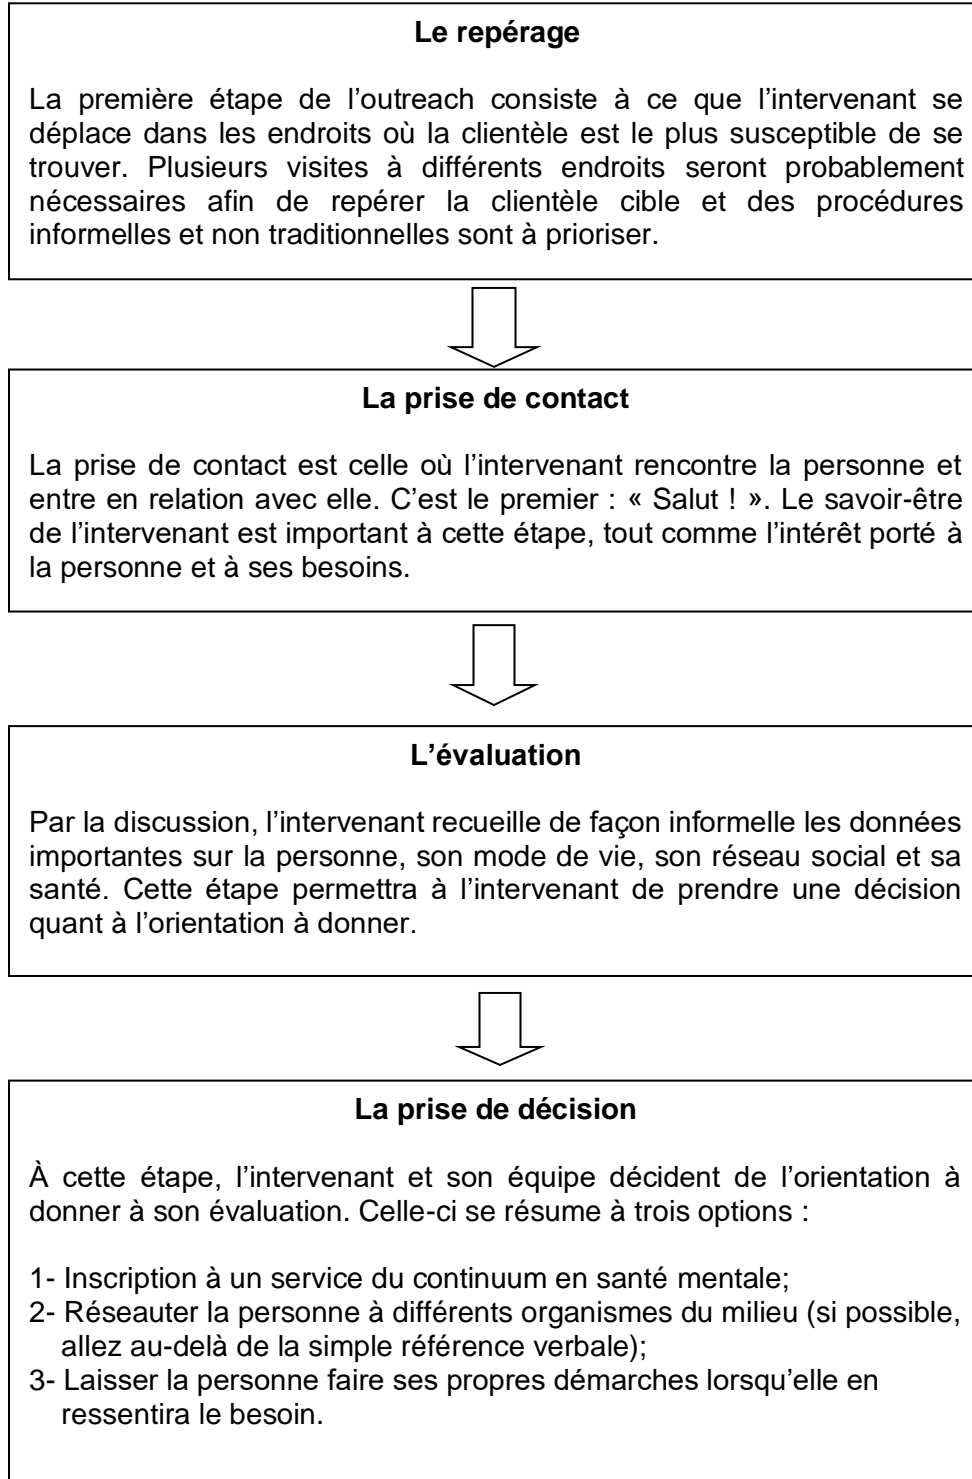 Le repérage
La première étape de l’outreach consiste à ce que l’intervenant se
déplace dans les endroits où la clientèle est le plus susceptible de se
trouver. Plusieurs visites à différents endroits seront probablement
nécessaires afin de repérer la clientèle cible et des procédures
informelles et non traditionnelles sont à prioriser.
La prise de contact
La prise de contact est celle où l’intervenant rencontre la personne et
entre en relation avec elle. C’est le premier : « Salut ! ». Le savoir-être
de l’intervenant est important à cette étape, tout comme l’intérêt porté à
la personne et à ses besoins.
L’évaluation
Par la discussion, l’intervenant recueille de façon informelle les données
importantes sur la personne, son mode de vie, son réseau social et sa
santé. Cette étape permettra à l’intervenant de prendre une décision
quant à l’orientation à donner.
La prise de décision
À cette étape, l’intervenant et son équipe décident de l’orientation à
donner à son évaluation. Celle-ci se résume à trois options :
1- Inscription à un service du continuum en santé mentale;
2- Réseauter la personne à différents organismes du milieu (si possible,
allez au-delà de la simple référence verbale);
3- Laisser la personne faire ses propres démarches lorsqu’elle en
ressentira le besoin.